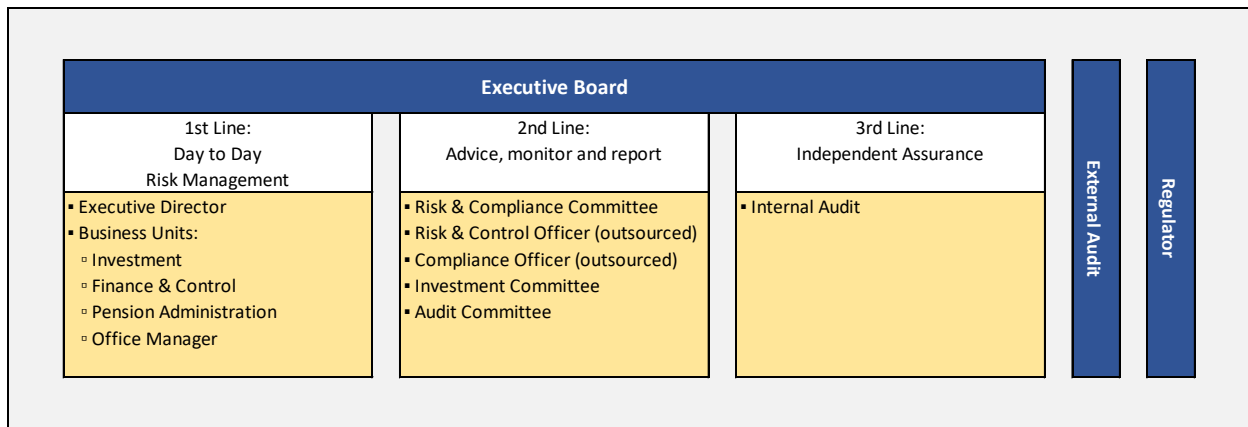 Executive Board
1st Line:
Day to Day
Risk Management
▪ Executive Director
▪ Business Units:
▫ Investment
▫ Finance & Control
▫ Pension Administration
▫ Office Manager
2nd Line:
Advice, monitor and report
▪ Risk & Compliance Committee
▪ Risk & Control Officer (outsourced)
▪ Compliance Officer (outsourced)
▪ Investment Committee
▪ Audit Committee
3rd Line:
Independent Assurance
▪ Internal Audit
External Audit
Regulator